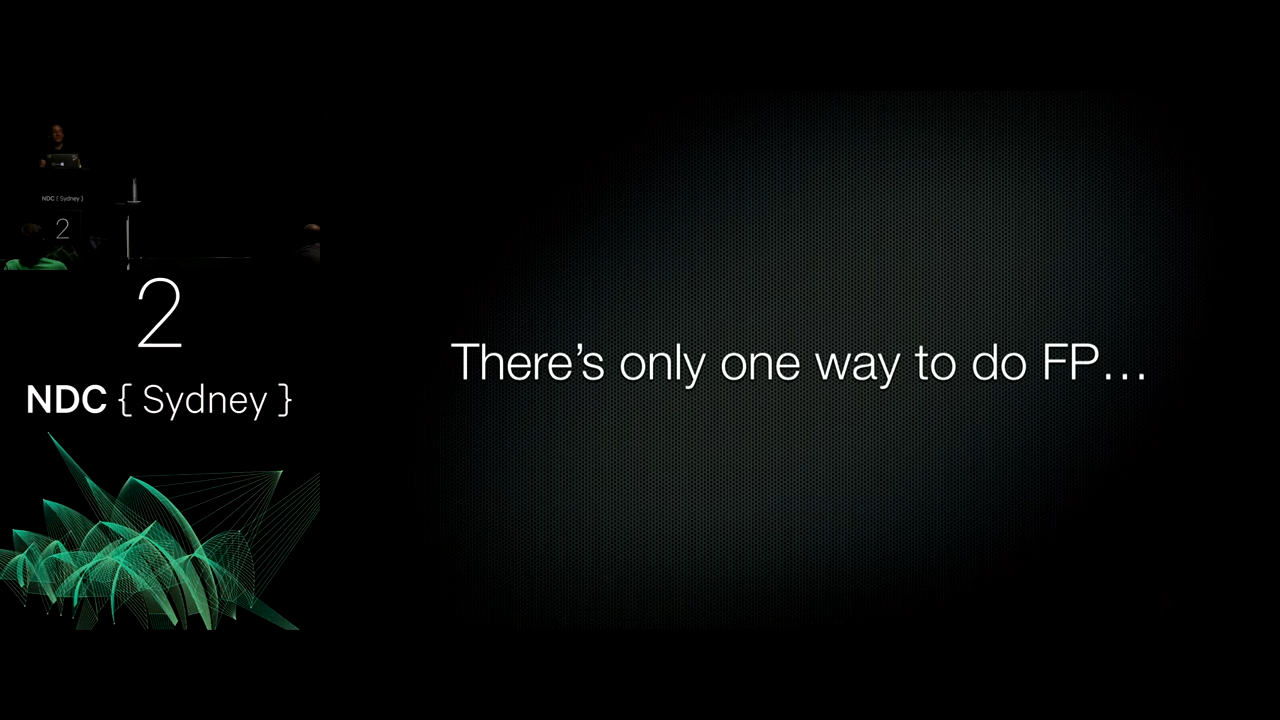 NDC { Sydney }
2
2
NDC { Sydney }
There's only one way to do FP…